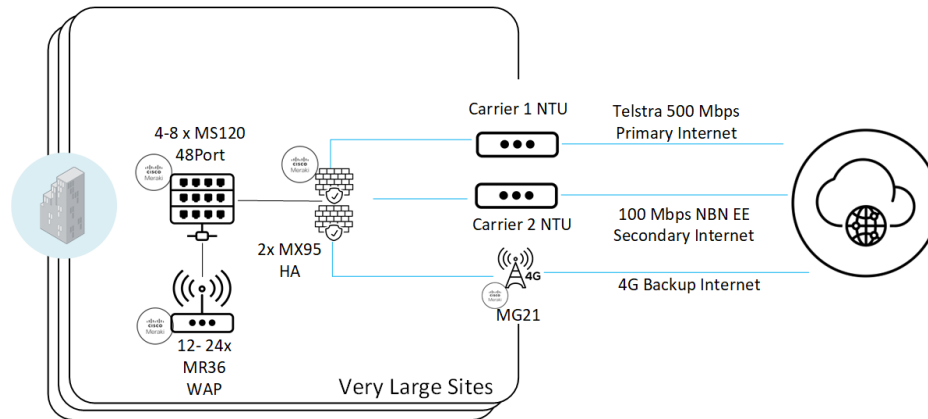 Carrier 1 NTU
Telstra 500 Mbps
Primary Internet
4-8 x MS120
48Port
CISCO
Meraki
CISCO
Meraki
Carrier 2 NTU
100 Mbps NBN EE
Secondary Internet
2x MX95
HA
4G
4G Backup Internet
CISCO
Meraki
MG21
CISCO
Meraki
12- 24x
MR36
WAP
Very Large Sites